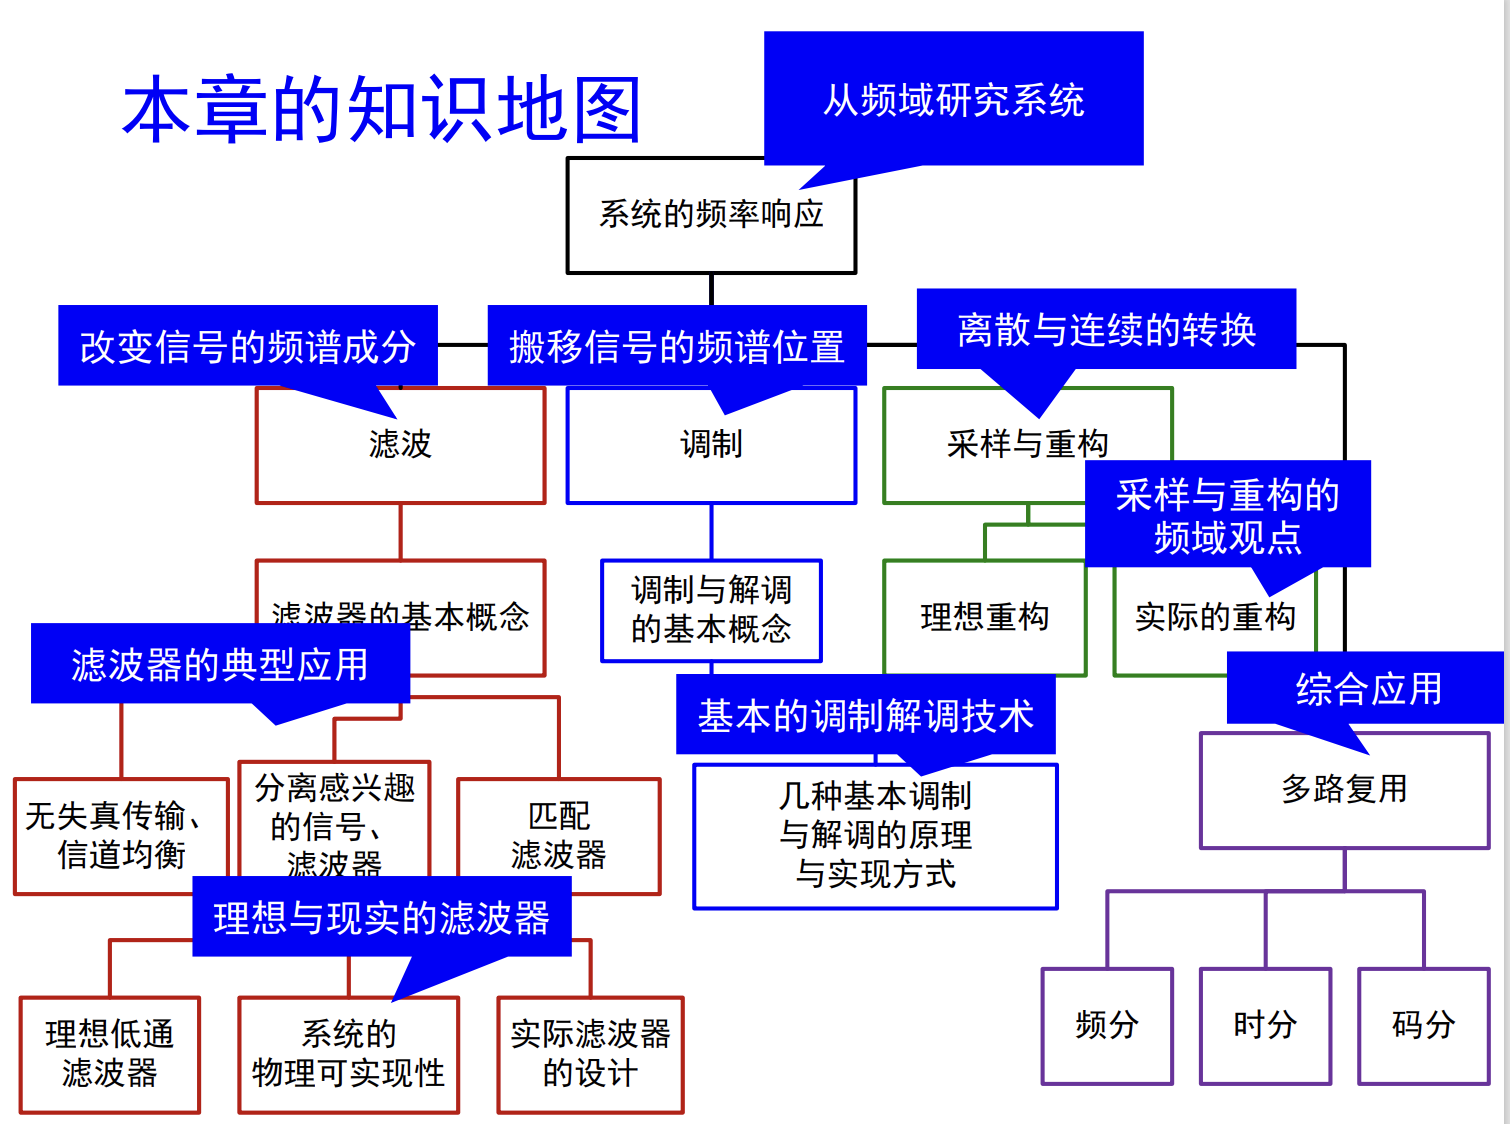 本章的知识地图
从频域研究系统
系统的频率响应
改变信号的频谱成分
搬移信号的频谱位置
离散与连续的转换
滤波
调制
采样与重构
采样与重构的
频域观点
滤波器的基本概念
调制与解调
的基本概念
理想重构
实际的重构
滤波器的典型应用
基本的调制解调技术
综合应用
无失真传输、
信道均衡
分离感兴趣
的信号、
滤波器
匹配
滤波器
几种基本调制
与解调的原理
与实现方式
多路复用
理想与现实的滤波器
理想低通
滤波器
系统的
物理可实现性
实际滤波器
的设计
频分
时分
码分